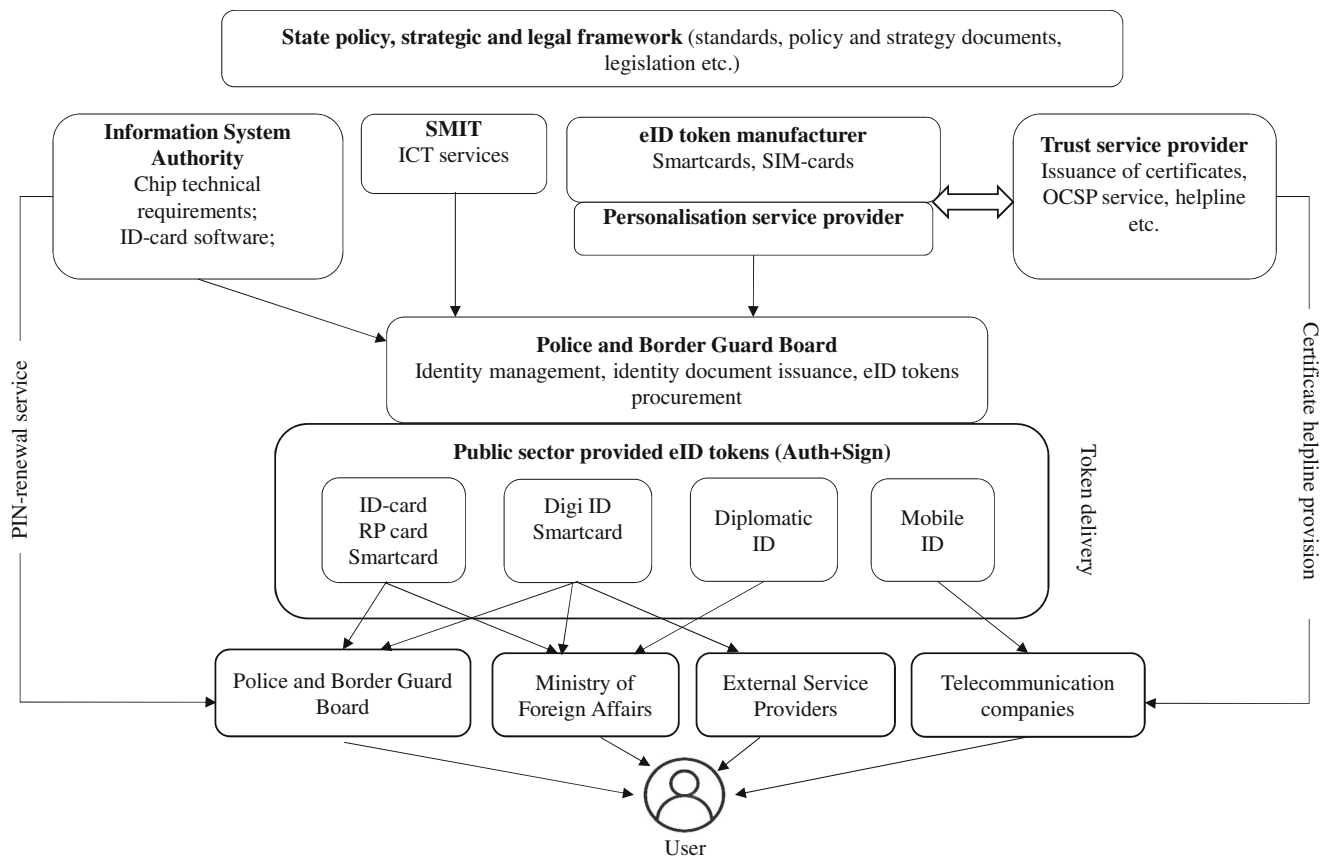 State policy, strategic and legal framework (standards, policy and strategy documents,
legislation etc.)
Information System
Authority
Chip technical
requirements;
ID-card software;
SMIT
ICT services
eID token manufacturer
Smartcards, SIM-cards
Personalisation service provider
Trust service provider
Issuance of certificates,
OCSP service, helpline
etc.
PIN-renewal service
Certificate helpline provision
Police and Border Guard Board
Identity management, identity document issuance, eID tokens
procurement
Public sector provided eID tokens (Auth+Sign)
Token delivery
ID-card
RP card
Smartcard
Digi ID
Smartcard
Diplomatic
ID
Mobile
ID
Police and Border Guard
Board
Ministry of
Foreign Affairs
External Service
Providers
Telecommunication
companies
User